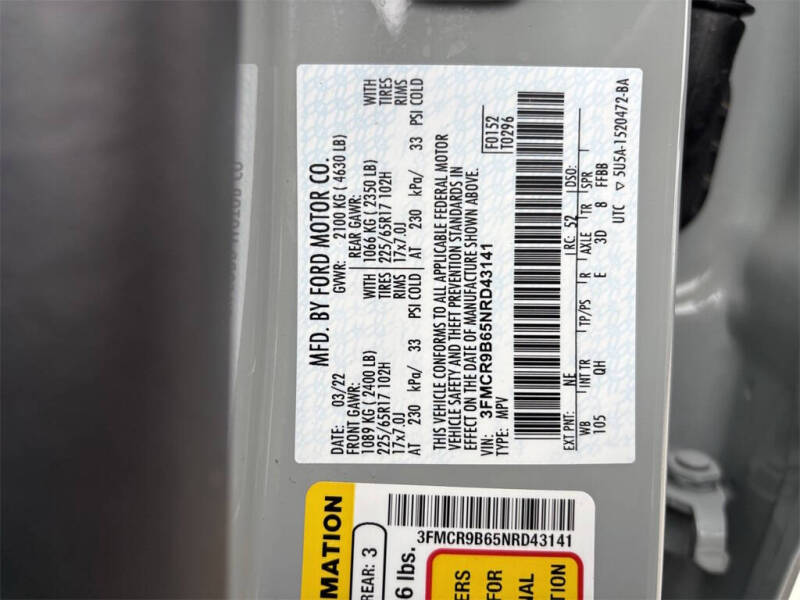 MFD. BY FORD MOTOR CO.
DATE: 03/22 GVWR: 2100 KG ( 4630 LB)
FRONT GAWR: REAR GAWR:
1089 KG ( 2400 LB) WITH 1066 KG ( 2350 LB) WITH
225/65R17 102H TIRES 225/65R17 102H TIRES
17x7.0J RIMS 17x7.0J RIMS
AT 230 kPa/ 33 PSI COLD AT 230 kPa/ 33 PSI COLD
THIS VEHICLE CONFORMS TO ALL APPLICABLE FEDERAL MOTOR
VEHICLE SAFETY AND THEFT PREVENTION STANDARDS IN
EFFECT ON THE DATE OF MANUFACTURE SHOWN ABOVE.
VIN: 3FMCR9B65NRD43141
TYPE: MPV
F0152
T0296
EXT PNT: NE RC: 52 DSO:
WB INT TR TP/PS R AXLE TR SPR
105 QH E 3D 8 FFBB
UTC ▽ 5U5A-1520472-BA
3FMCR9B65NRD43141
MATION
REAR: 3
6 lbs.
ERS
FOR
NAL
TION